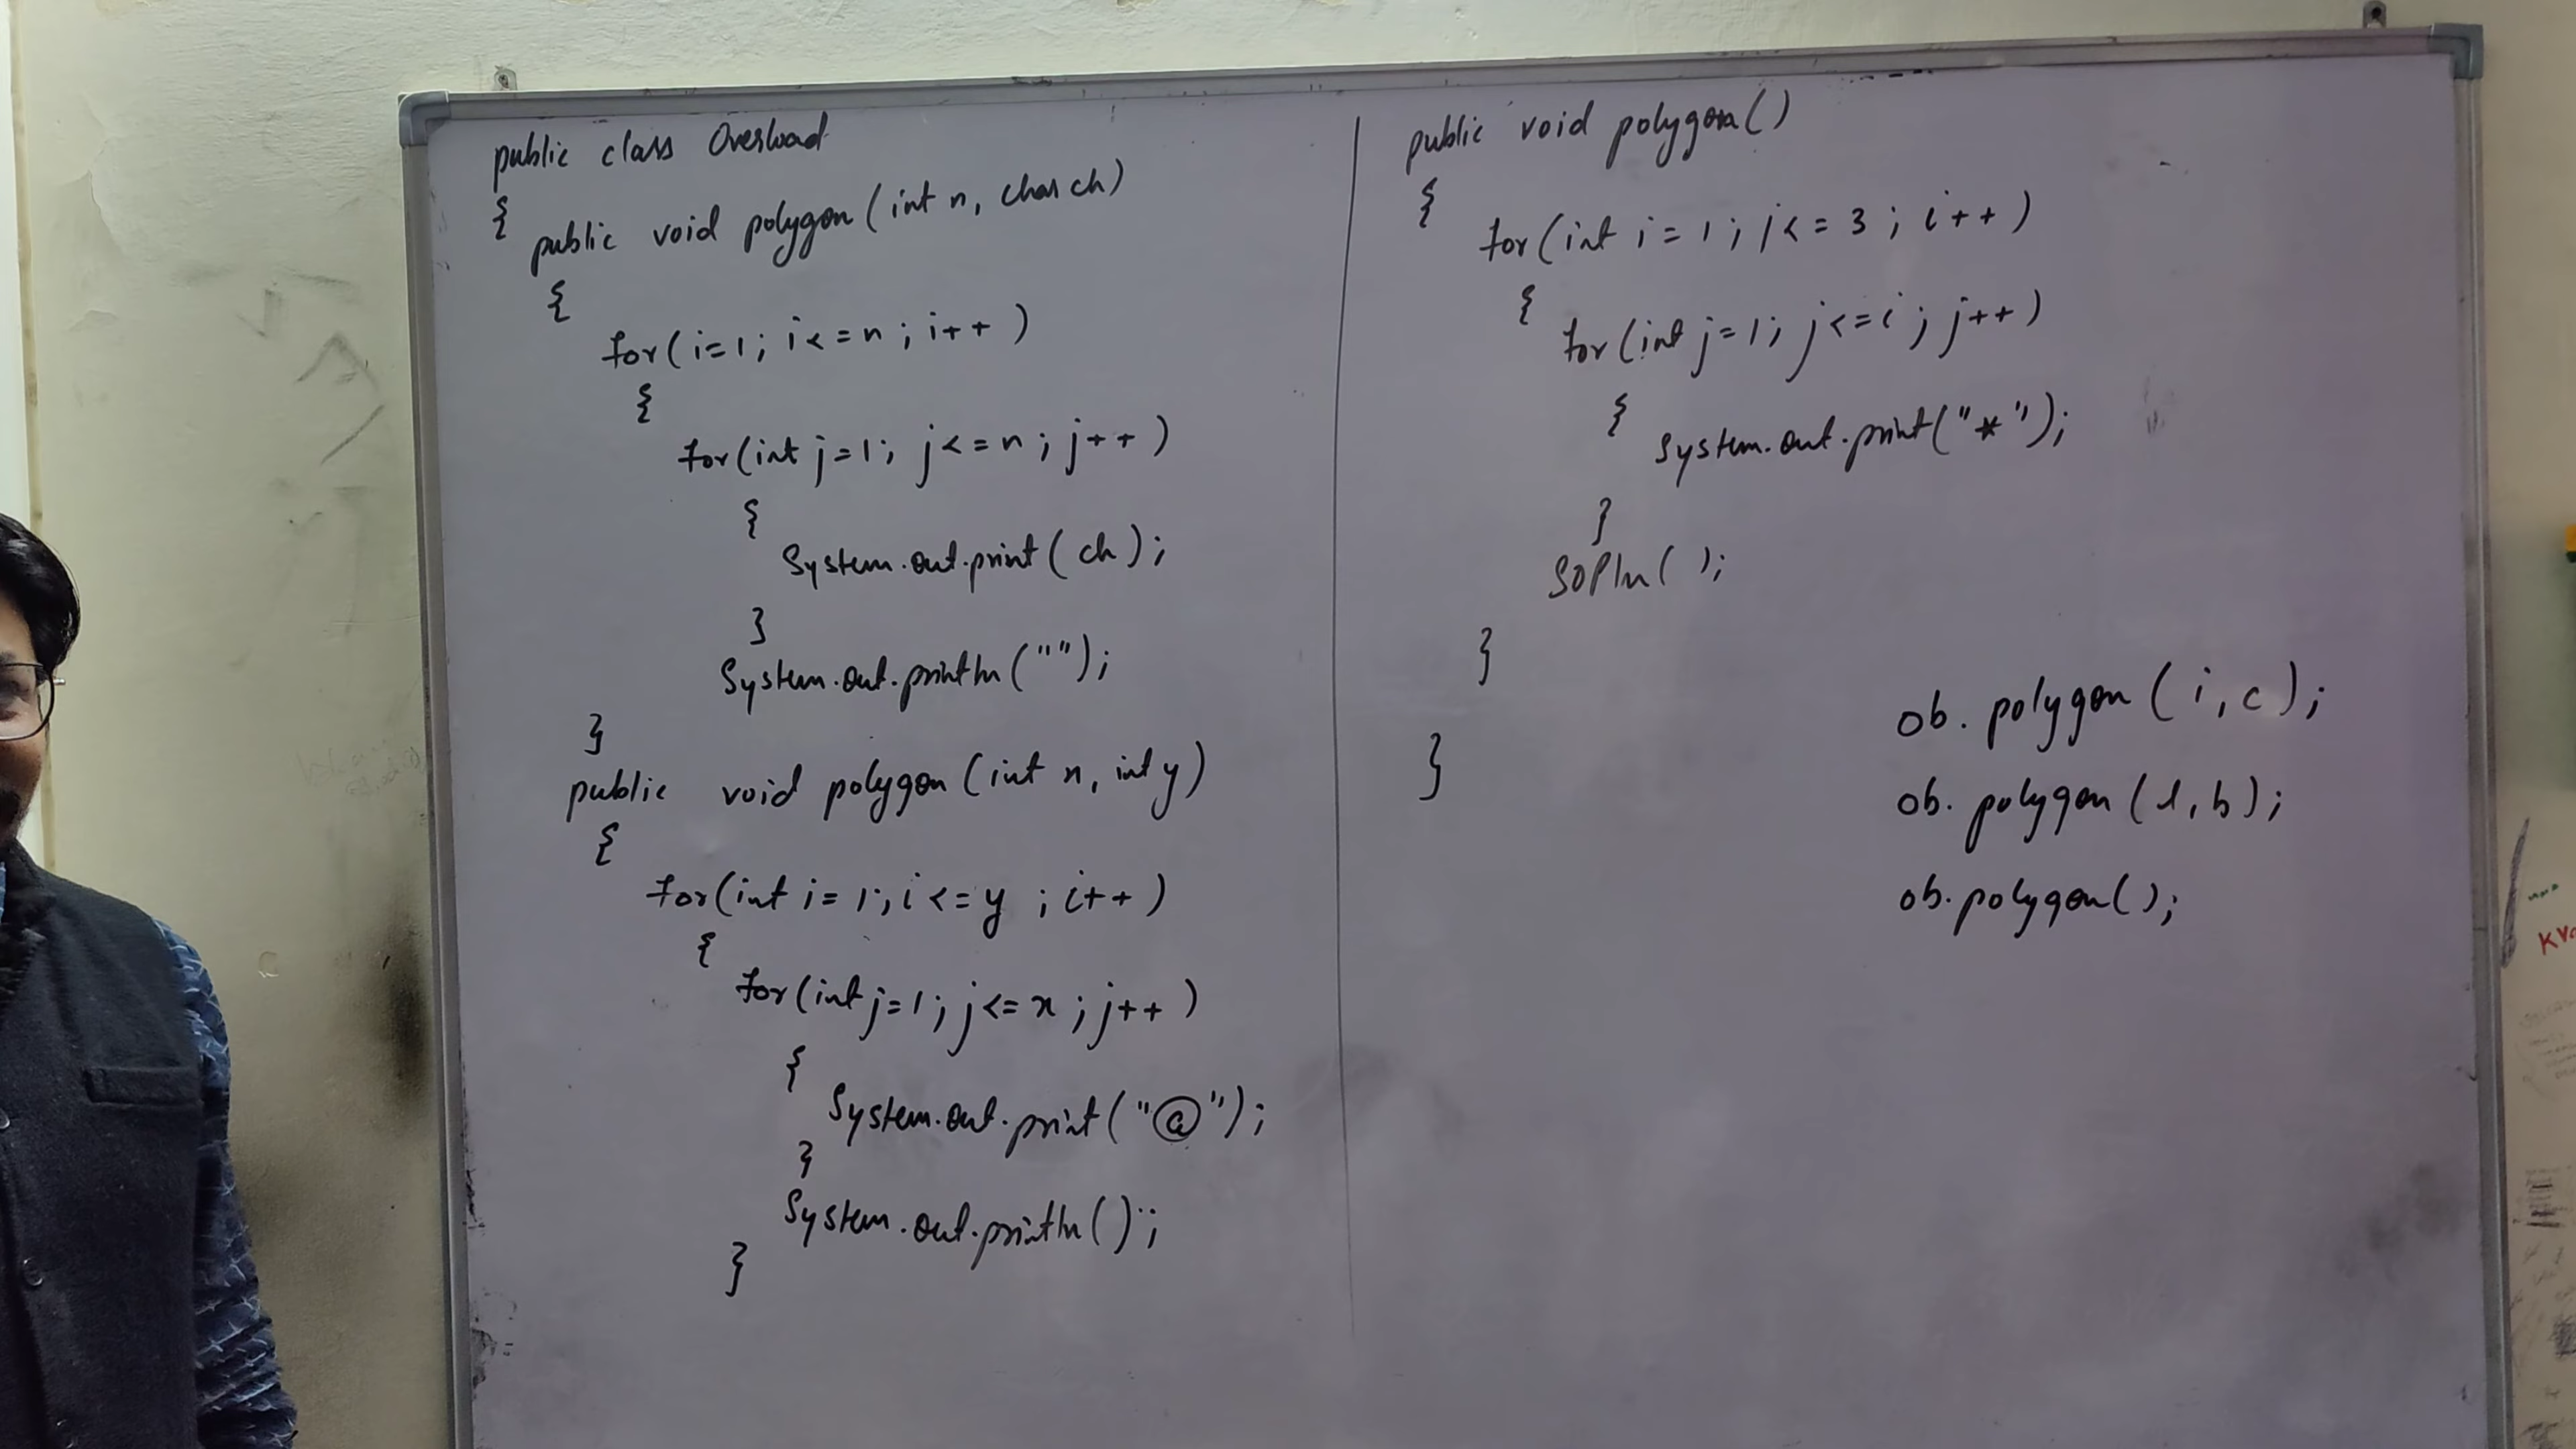 public class Overload
{
public void polygon(int n, char ch)
{
for(i=1; i<=n; i++)
{
for(int j=1; j<=n; j++)
{
System.out.print(ch);
}
System.out.println("");
}
public void polygon(int x, int y)
{
for(int i=1; i<=y; i++)
{
for(int j=1; j<=x; j++)
{
System.out.print("@");
}
System.out.println();
}
public void polygon()
{
for(int i=1; j<=3; i++)
{
for(int j=1; j<=i; j++)
{
System.out.print("*");
}
SOPln( );
}
}
ob.polygon(i,c);
ob.polygon(l,b);
ob.polygon();